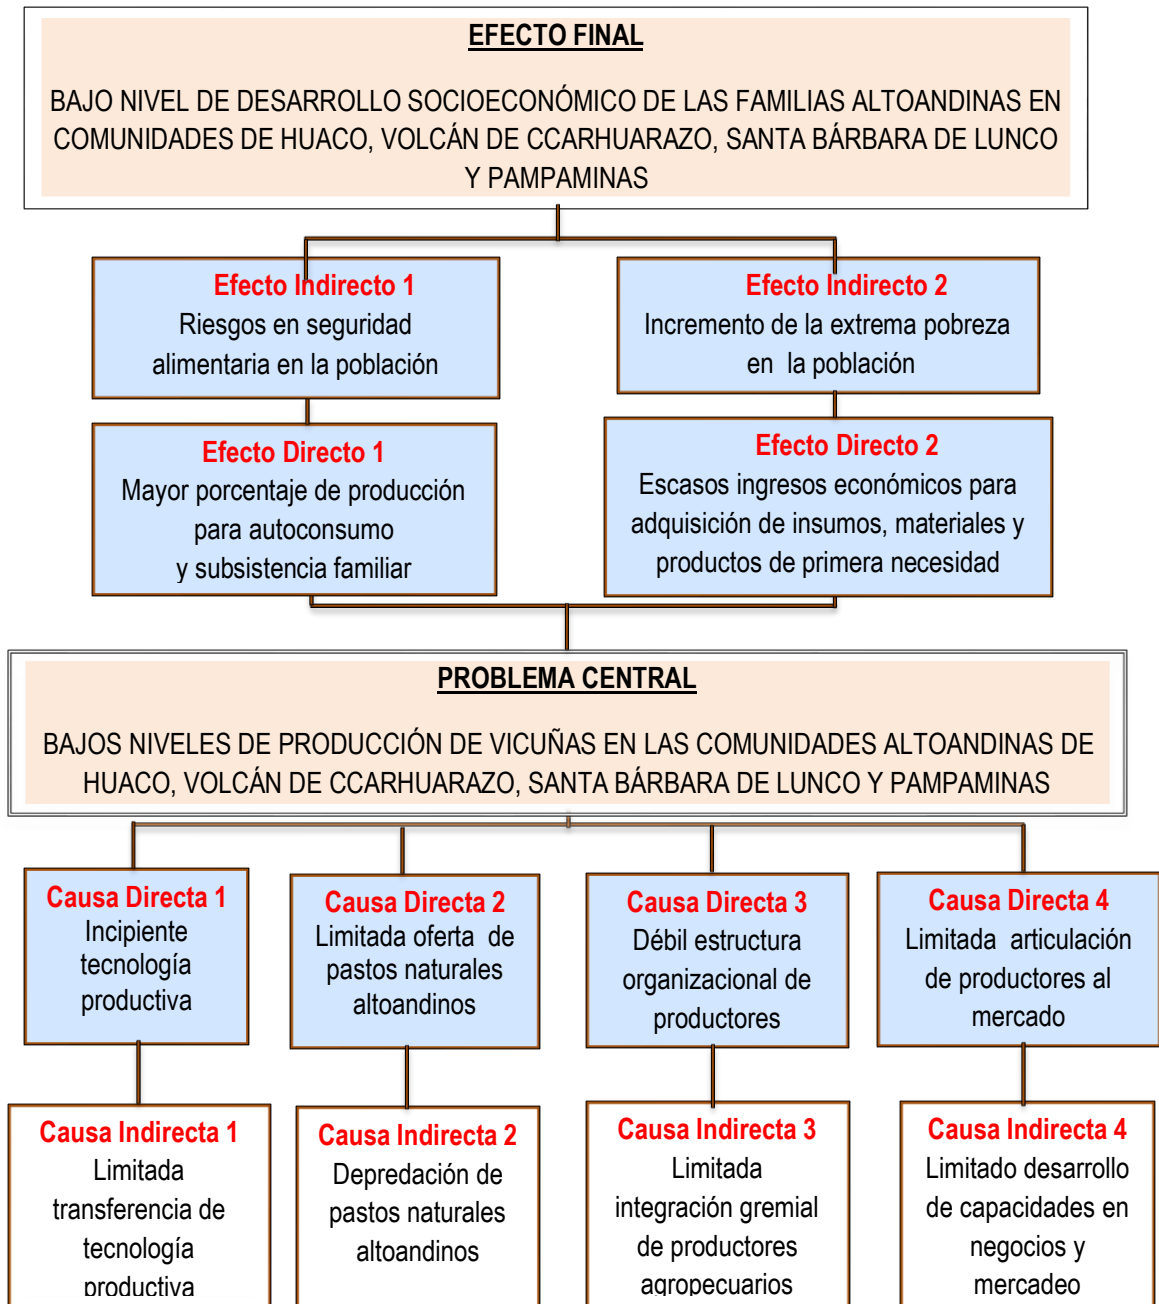 EFECTO FINAL
BAJO NIVEL DE DESARROLLO SOCIOECONÓMICO DE LAS FAMILIAS ALTOANDINAS EN
COMUNIDADES DE HUACO, VOLCÁN DE CCARHUARAZO, SANTA BÁRBARA DE LUNCO
Y PAMPAMINAS
Efecto Indirecto 1
Riesgos en seguridad
alimentaria en la población
Efecto Indirecto 2
Incremento de la extrema pobreza
en la población
Efecto Directo 1
Mayor porcentaje de producción
para autoconsumo
y subsistencia familiar
Efecto Directo 2
Escasos ingresos económicos para
adquisición de insumos, materiales y
productos de primera necesidad
PROBLEMA CENTRAL
BAJOS NIVELES DE PRODUCCIÓN DE VICUÑAS EN LAS COMUNIDADES ALTOANDINAS DE
HUACO, VOLCÁN DE CCARHUARAZO, SANTA BÁRBARA DE LUNCO Y PAMPAMINAS
Causa Directa 1
Incipiente
tecnología
productiva
Causa Directa 2
Limitada oferta de
pastos naturales
altoandinos
Causa Directa 3
Débil estructura
organizacional de
productores
Causa Directa 4
Limitada articulación
de productores al
mercado
Causa Indirecta 1
Limitada
transferencia de
tecnología
productiva
Causa Indirecta 2
Depredación de
pastos naturales
altoandinos
Causa Indirecta 3
Limitada
integración gremial
de productores
agropecuarios
Causa Indirecta 4
Limitado desarrollo
de capacidades en
negocios y
mercadeo